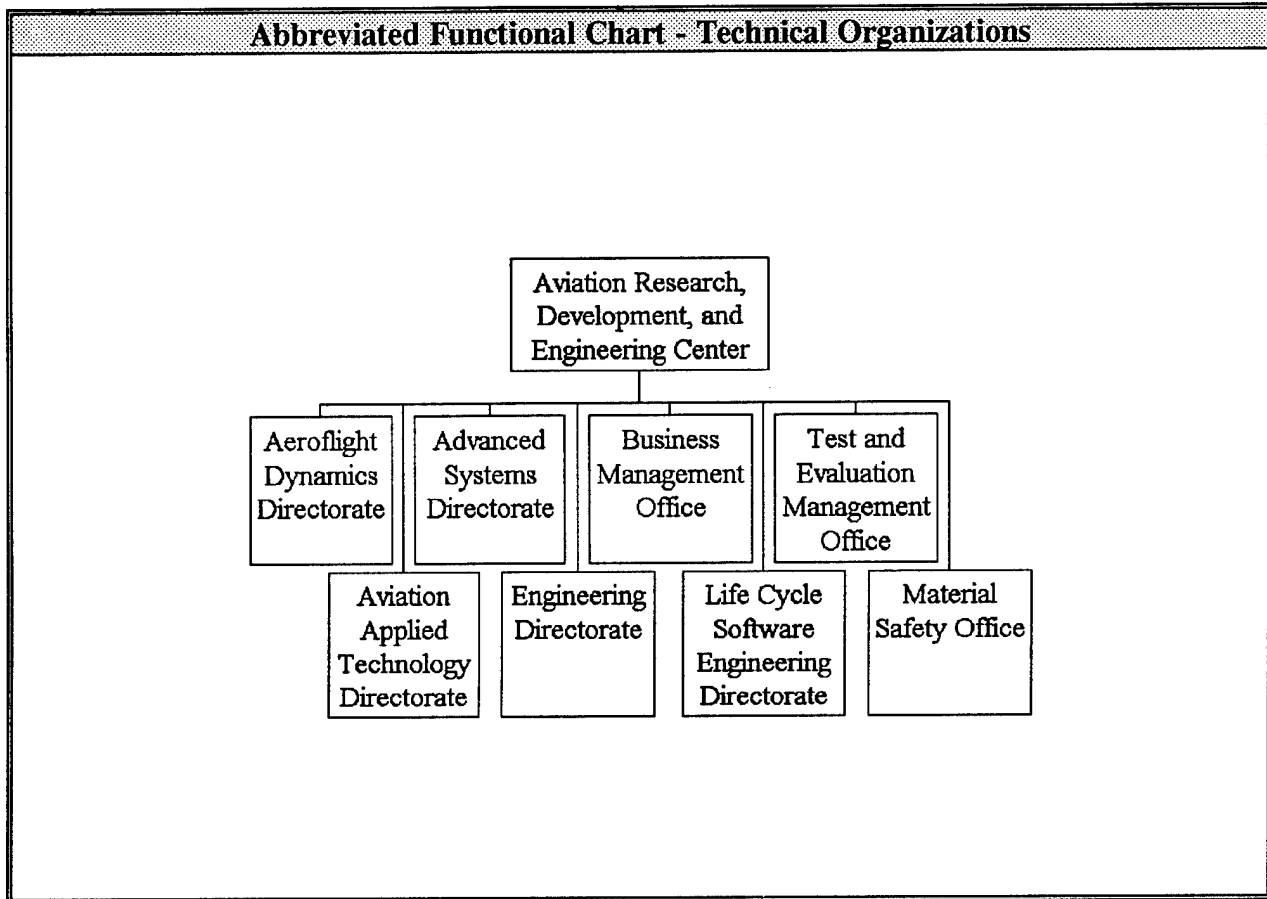 Abbreviated Functional Chart - Technical Organizations
Aviation Research,
Development, and
Engineering Center
Aeroflight
Dynamics
Directorate
Advanced
Systems
Directorate
Business
Management
Office
Test and
Evaluation
Management
Office
Aviation
Applied
Technology
Directorate
Engineering
Directorate
Life Cycle
Software
Engineering
Directorate
Material
Safety Office